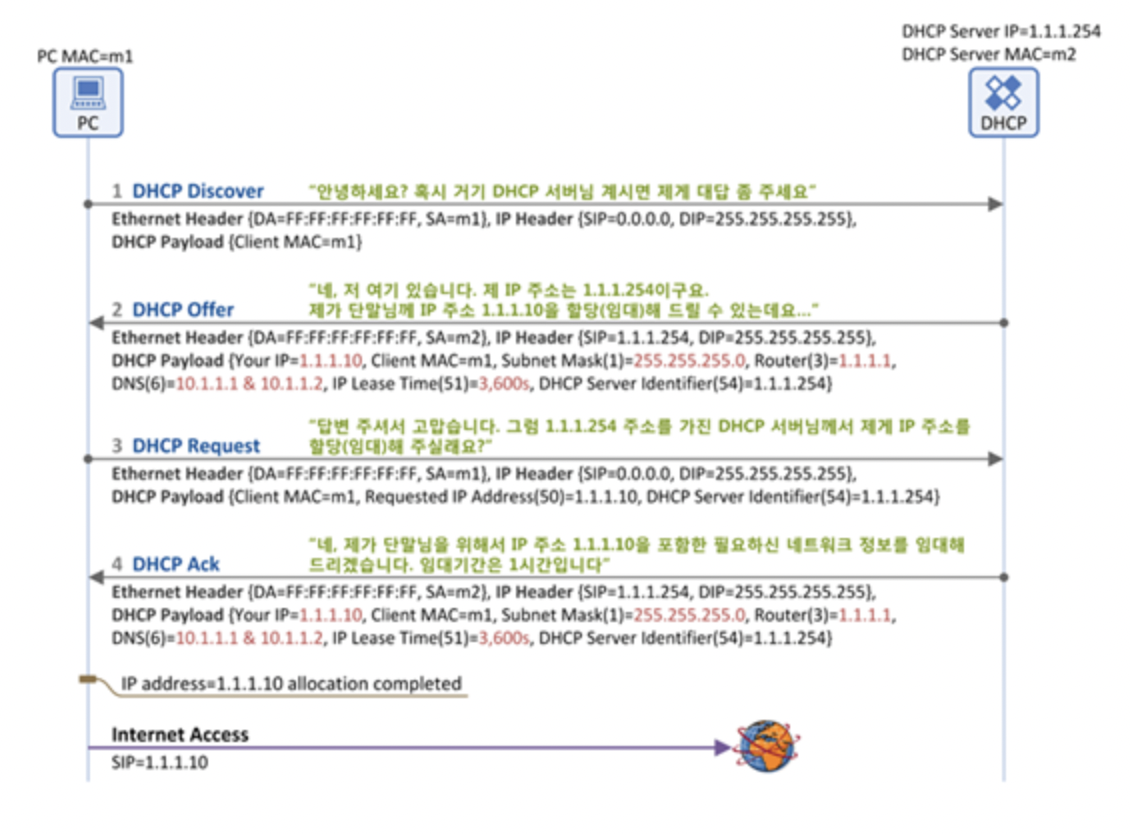 DHCP Server IP=1.1.1.254
PC MAC=m1
DHCP Server MAC=m2
PC
DHCP
1 DHCP Discover "안녕하세요? 혹시 거기 DHCP 서버님 계시면 제게 대답 좀 주세요"
Ethernet Header {DA=FF:FF:FF:FF:FF:FF, SA=m1}, IP Header {SIP=0.0.0.0, DIP=255.255.255.255},
DHCP Payload {Client MAC=m1}
"네, 저 여기 있습니다. 제 IP 주소는 1.1.1.254이구요.
2 DHCP Offer 제가 단말님께 IP 주소 1.1.1.10을 할당(임대)해 드릴 수 있는데요..."
Ethernet Header {DA=FF:FF:FF:FF:FF:FF, SA=m2}, IP Header {SIP=1.1.1.254, DIP=255.255.255.255},
DHCP Payload {Your IP=1.1.1.10, Client MAC=m1, Subnet Mask(1)=255.255.255.0, Router(3)=1.1.1.1,
DNS(6)=10.1.1.1 & 10.1.1.2, IP Lease Time(51)=3,600s, DHCP Server Identifier(54)=1.1.1.254}
"답변 주셔서 고맙습니다. 그럼 1.1.1.254 주소를 가진 DHCP 서버님께서 제게 IP 주소를
3 DHCP Request 할당(임대)해 주실래요?"
Ethernet Header {DA=FF:FF:FF:FF:FF:FF, SA=m1}, IP Header {SIP=0.0.0.0, DIP=255.255.255.255},
DHCP Payload {Client MAC=m1, Requested IP Address(50)=1.1.1.10, DHCP Server Identifier(54)=1.1.1.254}
"네, 제가 단말님을 위해서 IP 주소 1.1.1.10을 포함한 필요하신 네트워크 정보를 임대해
4 DHCP Ack 드리겠습니다. 임대기간은 1시간입니다"
Ethernet Header {DA=FF:FF:FF:FF:FF:FF, SA=m2}, IP Header {SIP=1.1.1.254, DIP=255.255.255.255},
DHCP Payload {Your IP=1.1.1.10, Client MAC=m1, Subnet Mask(1)=255.255.255.0, Router(3)=1.1.1.1,
DNS(6)=10.1.1.1 & 10.1.1.2, IP Lease Time(51)=3,600s, DHCP Server Identifier(54)=1.1.1.254}
IP address=1.1.1.10 allocation completed
Internet Access
SIP=1.1.1.10